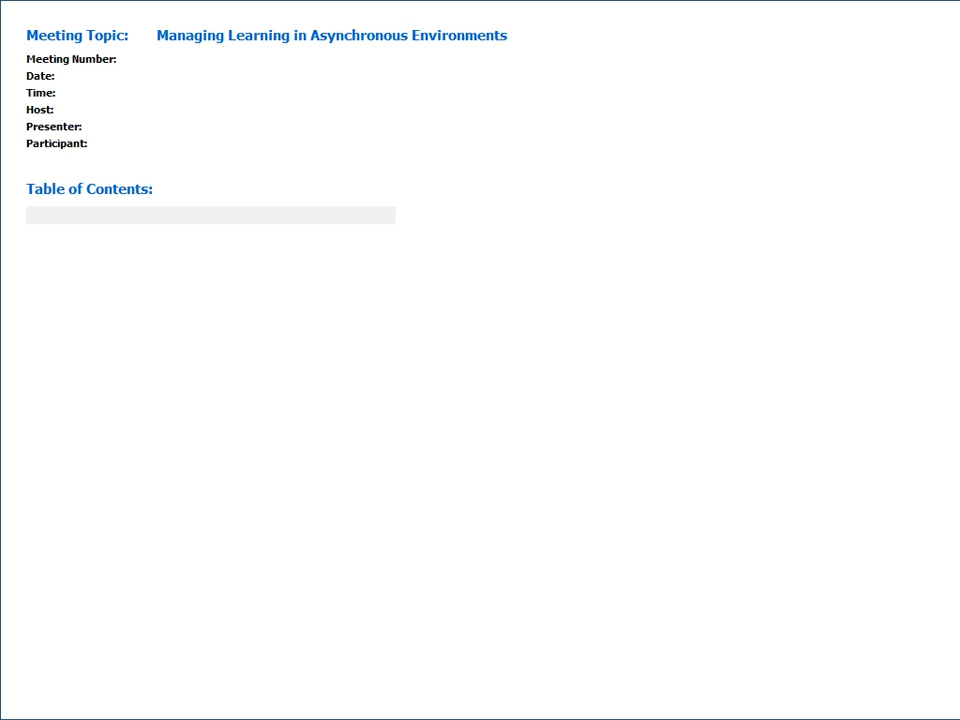 Meeting Topic: Managing Learning in Asynchronous Environments
Meeting Number:
Date:
Time:
Host:
Presenter:
Participant:
Table of Contents: